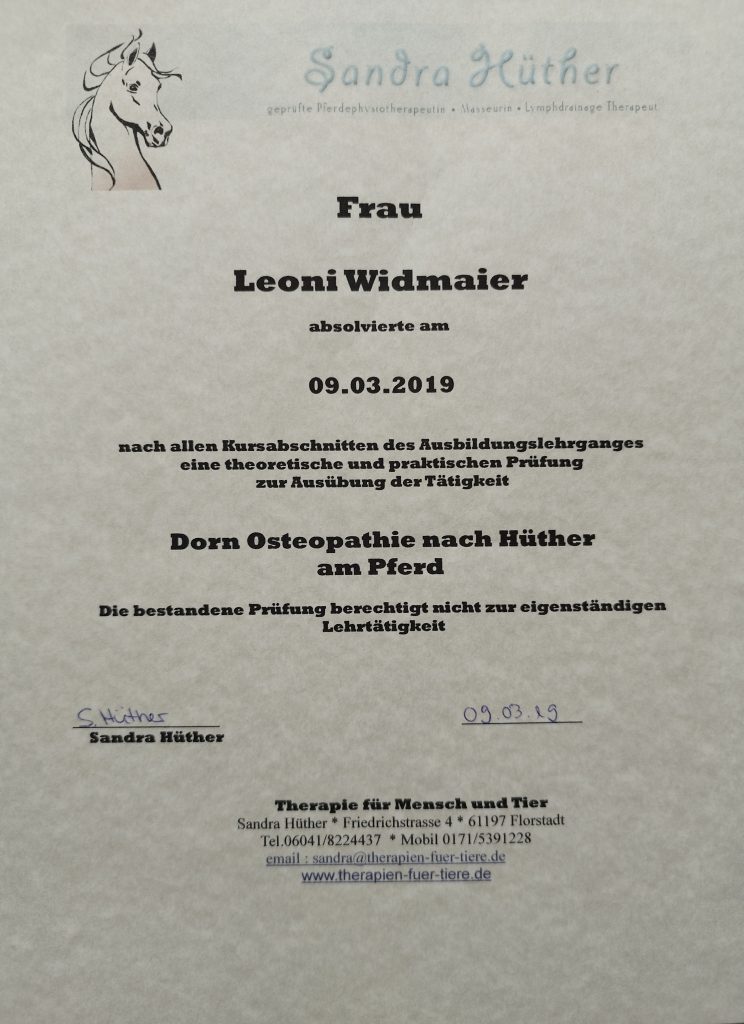 Sandra Hüther
geprüfte Pferdephysiotherapeutin • Masseurin • Lymphdrainage Therapeut
Frau
Leoni Widmaier
absolvierte am
09.03.2019
nach allen Kursabschnitten des Ausbildungslehrganges
eine theoretische und praktischen Prüfung
zur Ausübung der Tätigkeit
Dorn Osteopathie nach Hüther
am Pferd
Die bestandene Prüfung berechtigt nicht zur eigenständigen
Lehrtätigkeit
S. Hüther
09.03.19
Sandra Hüther
Therapie für Mensch und Tier
Sandra Hüther * Friedrichstrasse 4 * 61197 Florstadt
Tel.06041/8224437 * Mobil 0171/5391228
email : sandra@therapien-fuer-tiere.de
www.therapien-fuer-tiere.de